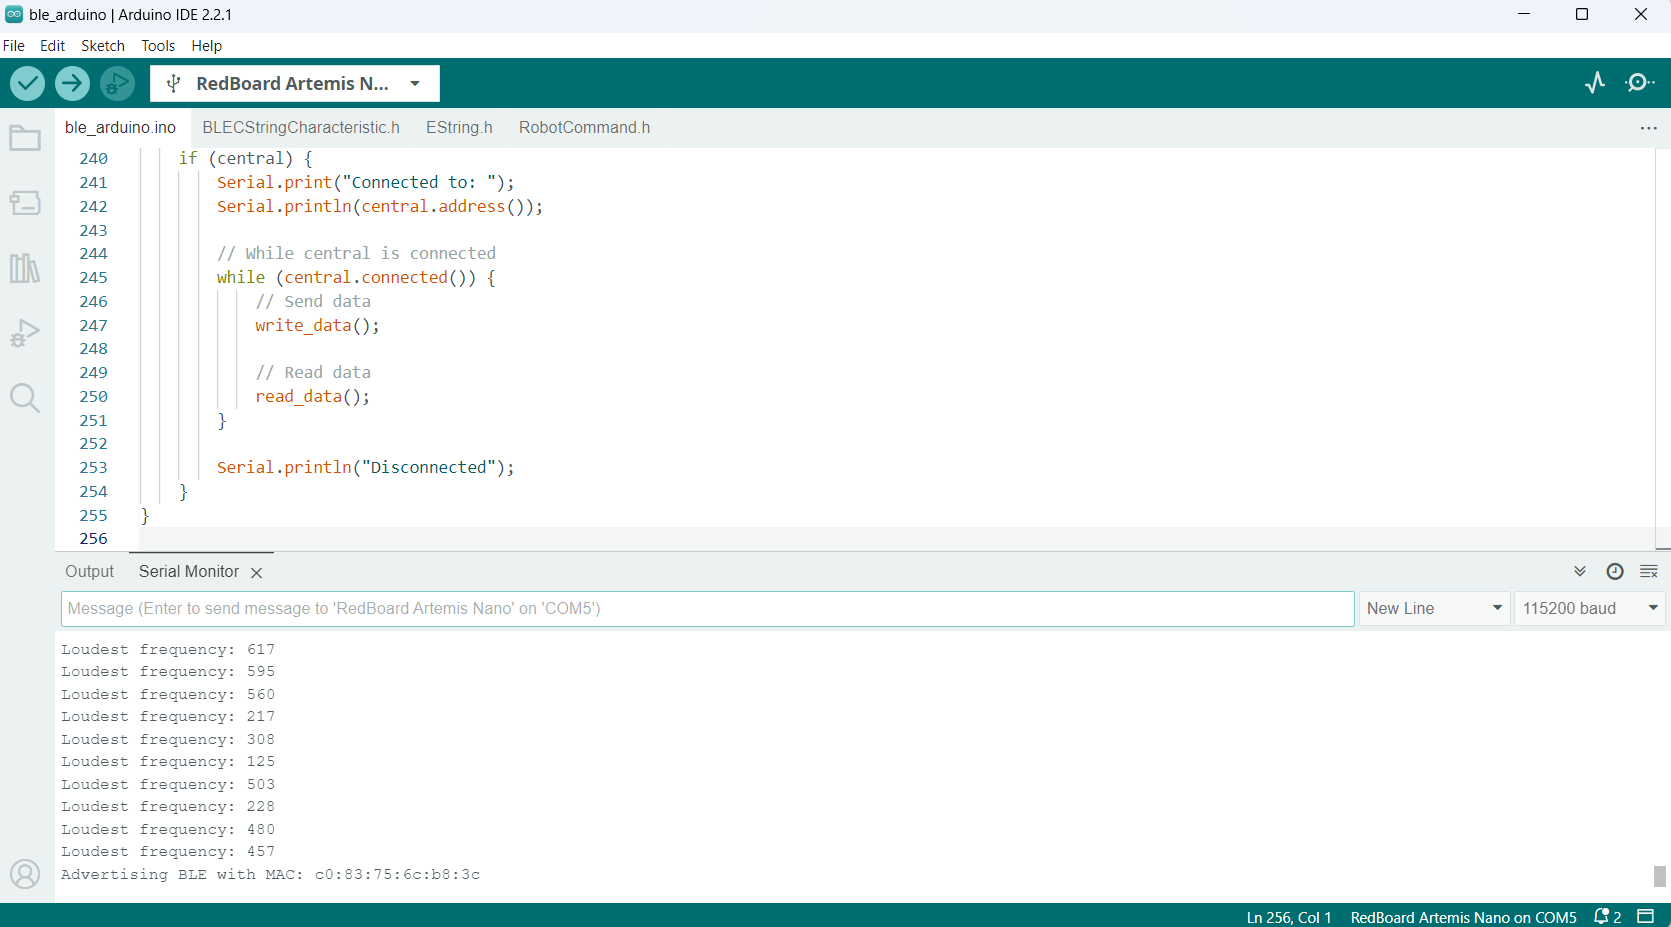 ble_arduino | Arduino IDE 2.2.1
File Edit Sketch Tools Help
RedBoard Artemis N...
ble_arduino.ino BLECStringCharacteristic.h EString.h RobotCommand.h
240 if (central) {
241 Serial.print("Connected to: ");
242 Serial.println(central.address());
243
244 // While central is connected
245 while (central.connected()) {
246 // Send data
247 write_data();
248
249 // Read data
250 read_data();
251 }
252
253 Serial.println("Disconnected");
254 }
255 }
256
Output Serial Monitor
Message (Enter to send message to 'RedBoard Artemis Nano' on 'COM5') New Line 115200 baud
Loudest frequency: 617
Loudest frequency: 595
Loudest frequency: 560
Loudest frequency: 217
Loudest frequency: 308
Loudest frequency: 125
Loudest frequency: 503
Loudest frequency: 228
Loudest frequency: 480
Loudest frequency: 457
Advertising BLE with MAC: c0:83:75:6c:b8:3c
Ln 256, Col 1 RedBoard Artemis Nano on COM5 2